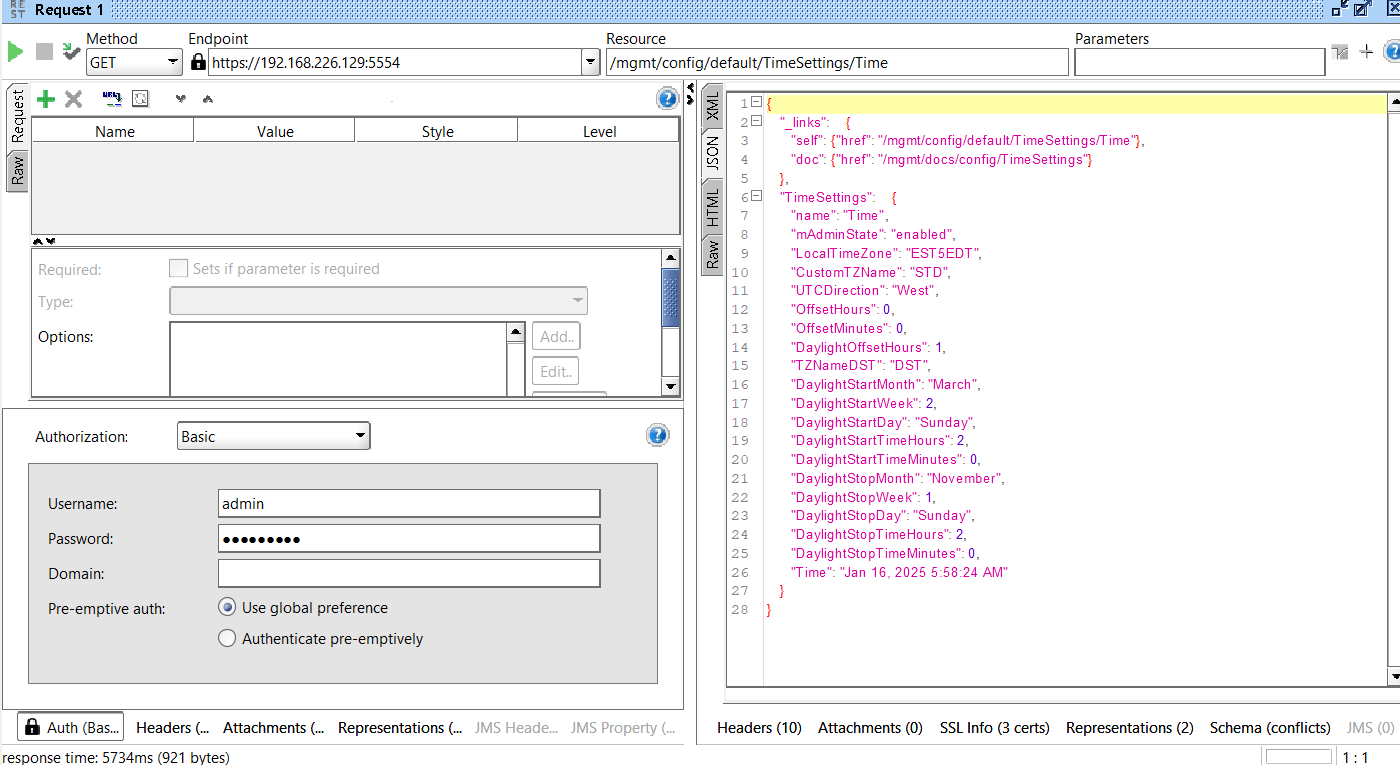 REST Request 1
Method Endpoint Resource Parameters
GET https://192.168.226.129:5554 /mgmt/config/default/TimeSettings/Time
Request
Raw
URL
Name Value Style Level
Required: Sets if parameter is required
Type:
Options: Add..
Edit..
Authorization: Basic
Username: admin
Password: •••••••••
Domain:
Pre-emptive auth: Use global preference
Authenticate pre-emptively
Auth (Bas... Headers (... Attachments (... Representations (... JMS Heade... JMS Property (...
XML
JSON
HTML
Raw
1 {
2 "_links": {
3 "self": {"href": "/mgmt/config/default/TimeSettings/Time"},
4 "doc": {"href": "/mgmt/docs/config/TimeSettings"}
5 },
6 "TimeSettings": {
7 "name": "Time",
8 "mAdminState": "enabled",
9 "LocalTimeZone": "EST5EDT",
10 "CustomTZName": "STD",
11 "UTCDirection": "West",
12 "OffsetHours": 0,
13 "OffsetMinutes": 0,
14 "DaylightOffsetHours": 1,
15 "TZNameDST": "DST",
16 "DaylightStartMonth": "March",
17 "DaylightStartWeek": 2,
18 "DaylightStartDay": "Sunday",
19 "DaylightStartTimeHours": 2,
20 "DaylightStartTimeMinutes": 0,
21 "DaylightStopMonth": "November",
22 "DaylightStopWeek": 1,
23 "DaylightStopDay": "Sunday",
24 "DaylightStopTimeHours": 2,
25 "DaylightStopTimeMinutes": 0,
26 "Time": "Jan 16, 2025 5:58:24 AM"
27 }
28 }
Headers (10) Attachments (0) SSL Info (3 certs) Representations (2) Schema (conflicts) JMS (0)
response time: 5734ms (921 bytes) 1 : 1